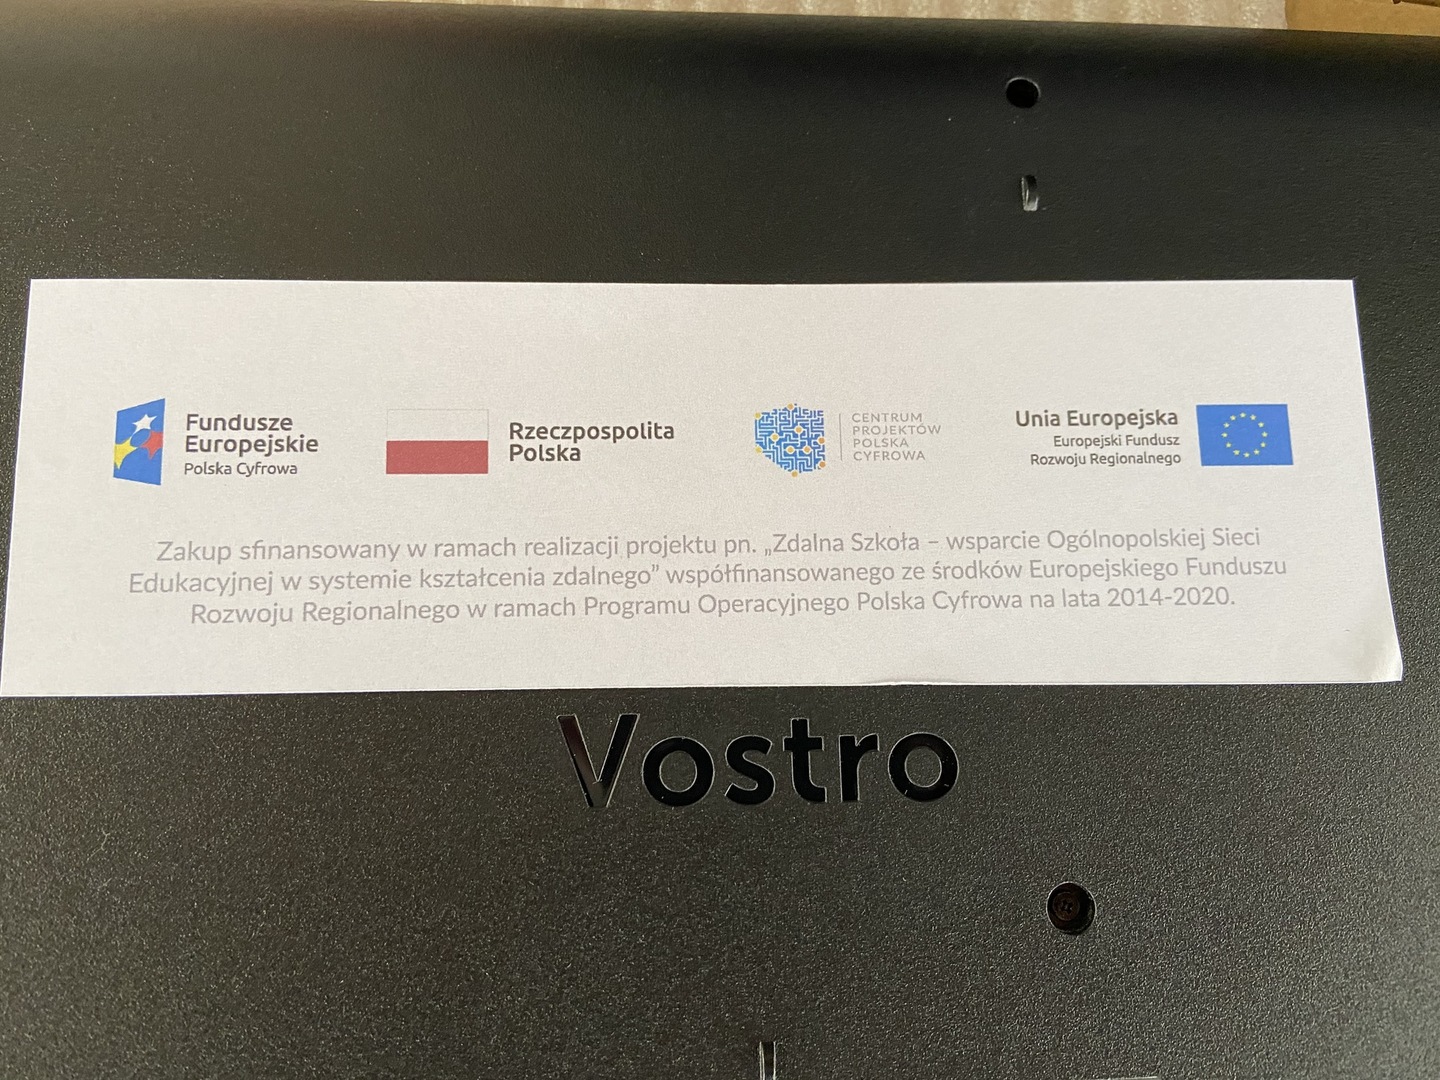 Fundusze
Europejskie
Polska Cyfrowa
Rzeczpospolita
Polska
CENTRUM
PROJEKTÓW
POLSKA
CYFROWA
Unia Europejska
Europejski Fundusz
Rozwoju Regionalnego
Zakup sfinansowany w ramach realizacji projektu pn. „Zdalna Szkoła – wsparcie Ogólnopolskiej Sieci
Edukacyjnej w systemie kształcenia zdalnego” współfinansowanego ze środków Europejskiego Funduszu
Rozwoju Regionalnego w ramach Programu Operacyjnego Polska Cyfrowa na lata 2014-2020.
Vostro